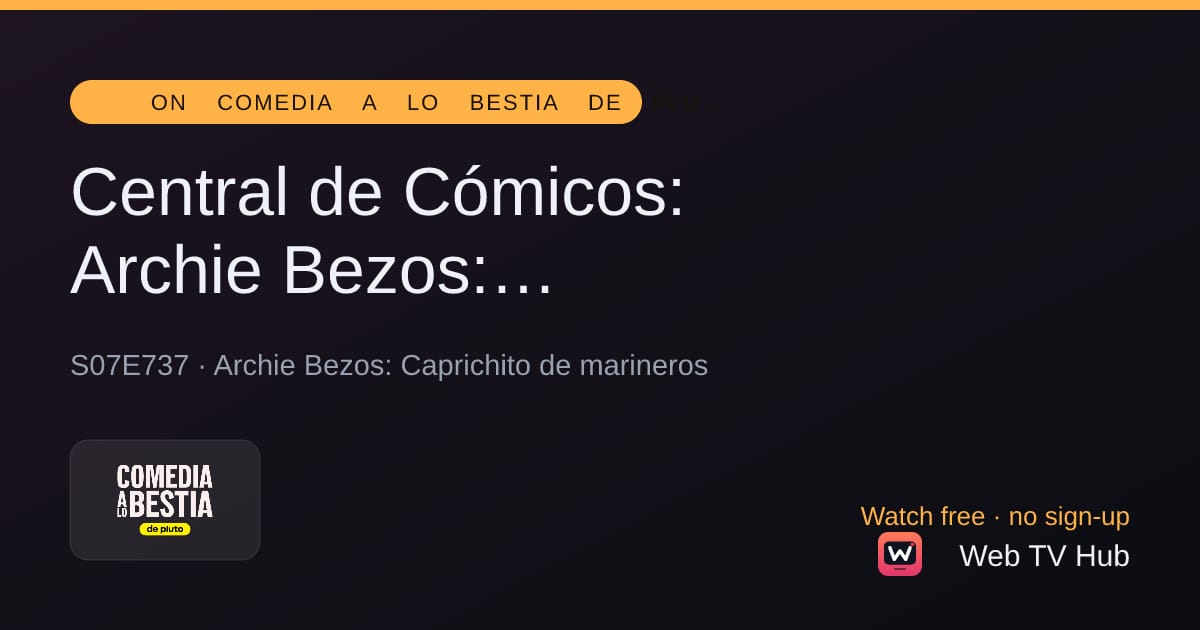 ON COMEDIA A LO BESTIA DE
Central de Cómicos:
Archie Bezos:…
S07E737 · Archie Bezos: Caprichito de marineros
COMEDIA
A LO BESTIA
de pluto
Watch free · no sign-up
W
Web TV Hub